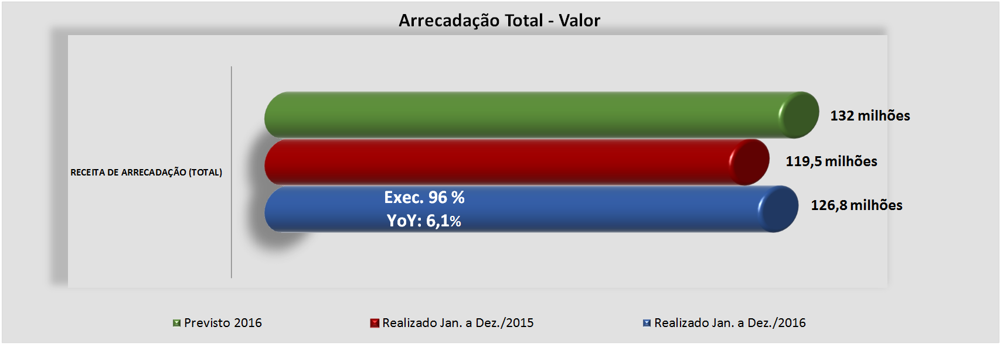 Arrecadação Total - Valor
132 milhões
119,5 milhões
RECEITA DE ARRECADAÇÃO (TOTAL)
Exec. 96 %
126,8 milhões
YoY: 6,1%
Previsto 2016
Realizado Jan. a Dez./2015
Realizado Jan. a Dez./2016